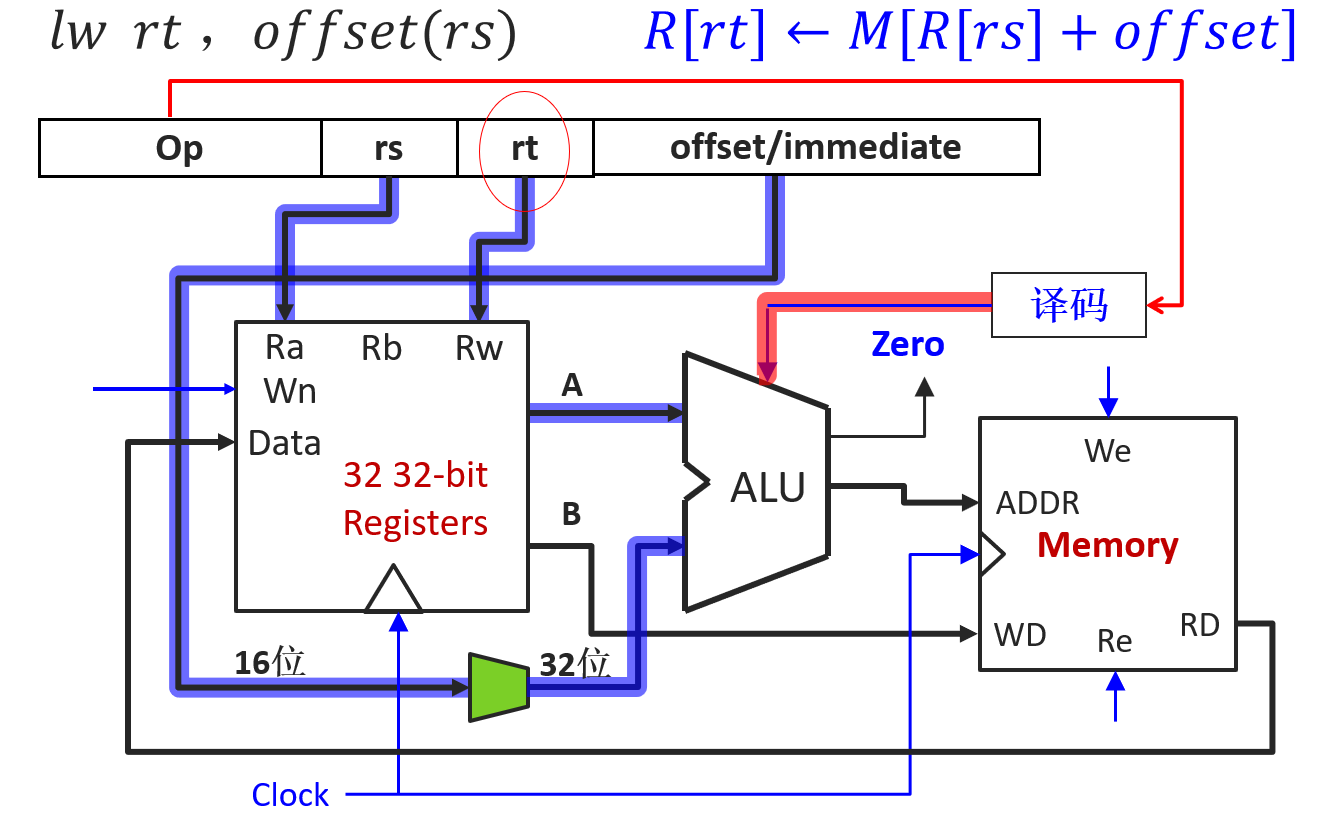 lw rt，offset(rs) R[rt] ← M[R[rs] + offset]
Op rs rt offset/immediate
译码
Zero
Ra Rb Rw
Wn
Data
32 32-bit
Registers
A
B
ALU
We
ADDR
Memory
WD
Re
RD
16位
32位
Clock